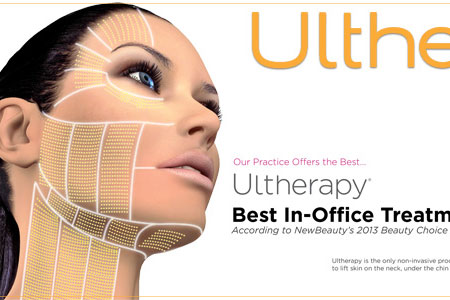 Ulthe
Our Practice Offers the Best...
Ultherapy®
Best In-Office Treatm
According to NewBeauty's 2013 Beauty Choice
Ultherapy is the only non-invasive proc
to lift skin on the neck, under the chin